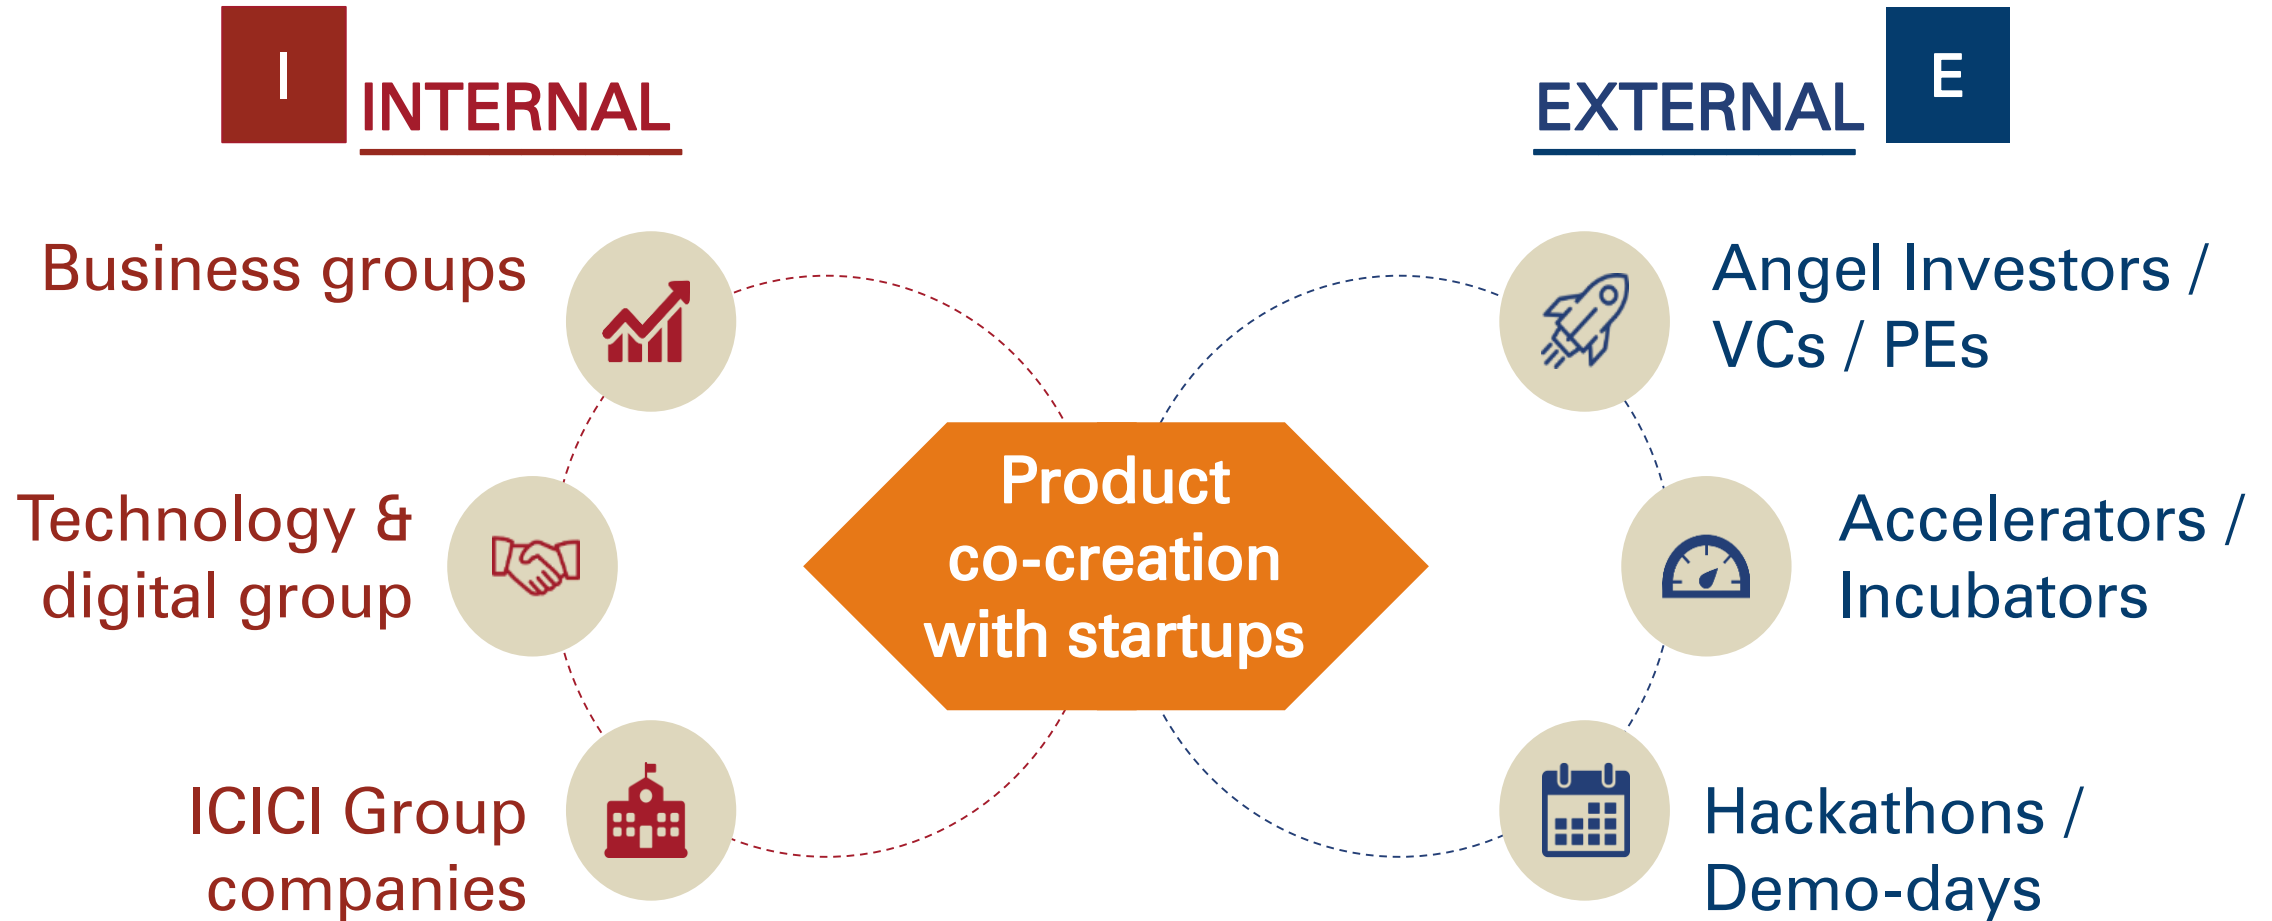 I
INTERNAL
Business groups
Technology &
digital group
ICICI Group
companies
Product
co-creation
with startups
EXTERNAL
E
Angel Investors /
VCs / PEs
Accelerators /
Incubators
Hackathons /
Demo-days